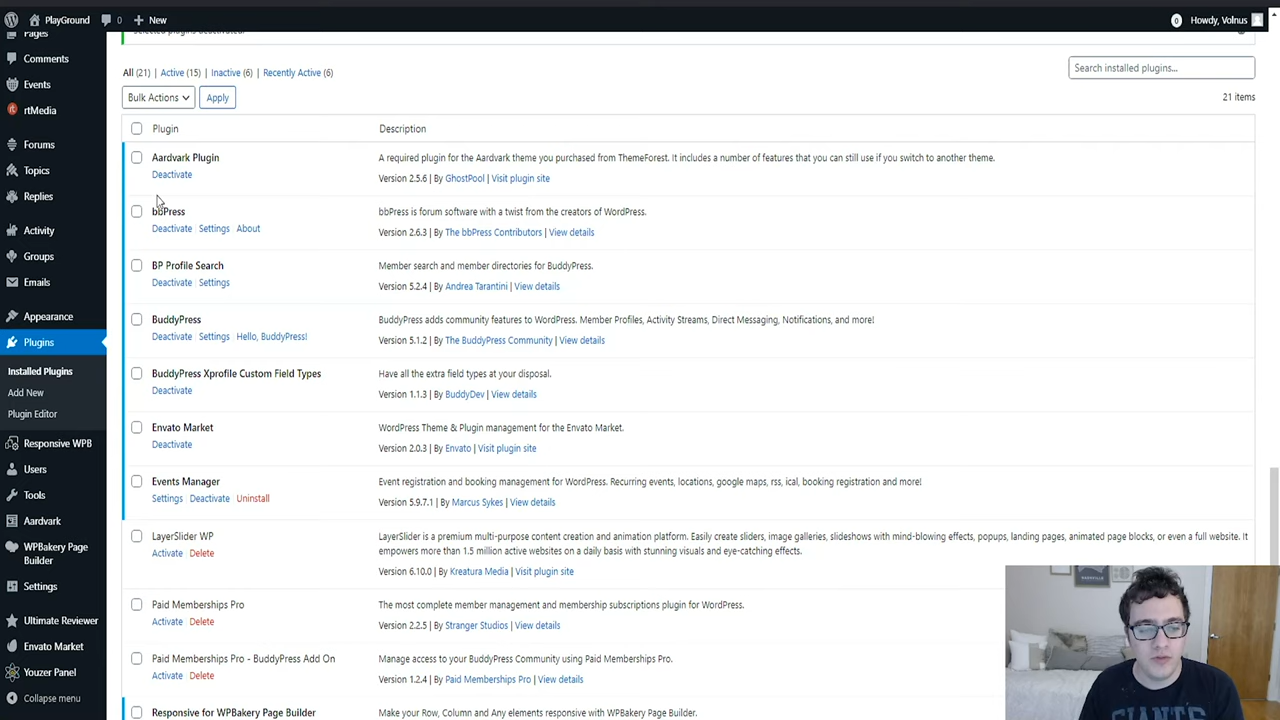 PlayGround
0
New
0
Howdy, Volnus
Pages
Comments
Events
rtMedia
Forums
Topics
Replies
Activity
Groups
Emails
Appearance
Plugins
Installed Plugins
Add New
Plugin Editor
Responsive WPB
Users
Tools
Aardvark
WPBakery Page
Builder
Settings
Ultimate Reviewer
Envato Market
Youzer Panel
Collapse menu
Selected plugins deactivated.
All (21) | Active (15) | Inactive (6) | Recently Active (6)
Search installed plugins...
Bulk Actions
Apply
21 items
Plugin
Description
Aardvark Plugin
Deactivate
A required plugin for the Aardvark theme you purchased from ThemeForest. It includes a number of features that you can still use if you switch to another theme.
Version 2.5.6 | By GhostPool | Visit plugin site
bbPress
Deactivate Settings About
bbPress is forum software with a twist from the creators of WordPress.
Version 2.6.3 | By The bbPress Contributors | View details
BP Profile Search
Deactivate Settings
Member search and member directories for BuddyPress.
Version 5.2.4 | By Andrea Tarantini | View details
BuddyPress
Deactivate Settings Hello, BuddyPress!
BuddyPress adds community features to WordPress. Member Profiles, Activity Streams, Direct Messaging, Notifications, and more!
Version 5.1.2 | By The BuddyPress Community | View details
BuddyPress Xprofile Custom Field Types
Deactivate
Have all the extra field types at your disposal.
Version 1.1.3 | By BuddyDev | View details
Envato Market
Deactivate
WordPress Theme & Plugin management for the Envato Market.
Version 2.0.3 | By Envato | Visit plugin site
Events Manager
Settings Deactivate Uninstall
Event registration and booking management for WordPress. Recurring events, locations, google maps, rss, ical, booking registration and more!
Version 5.9.7.1 | By Marcus Sykes | View details
LayerSlider WP
Activate Delete
LayerSlider is a premium multi-purpose content creation and animation platform. Easily create sliders, image galleries, slideshows with mind-blowing effects, popups, landing pages, animated page blocks, or even a full website. It
empowers more than 1.5 million active websites on a daily basis with stunning visuals and eye-catching effects.
Version 6.10.0 | By Kreatura Media | Visit plugin site
Paid Memberships Pro
Activate Delete
The most complete member management and membership subscriptions plugin for WordPress.
Version 2.2.5 | By Stranger Studios | View details
Paid Memberships Pro - BuddyPress Add On
Activate Delete
Manage access to your BuddyPress Community using Paid Memberships Pro.
Version 1.2.4 | By Paid Memberships Pro | View details
Responsive for WPBakery Page Builder
Make your Row, Column and Any elements responsive with WPBakery Page Builder.
GIANTS